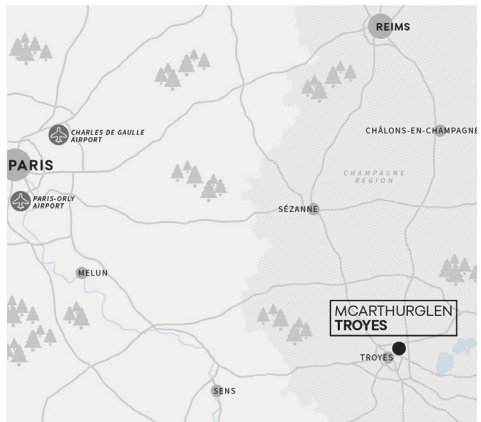 REIMS
CHARLES DE GAULLE
AIRPORT
CHÂLONS-EN-CHAMPAGNE
PARIS
CHAMPAGNE
REGION
PARIS-ORLY
AIRPORT
SÉZANNE
MELUN
MCARTHURGLEN
TROYES
TROYES
SENS